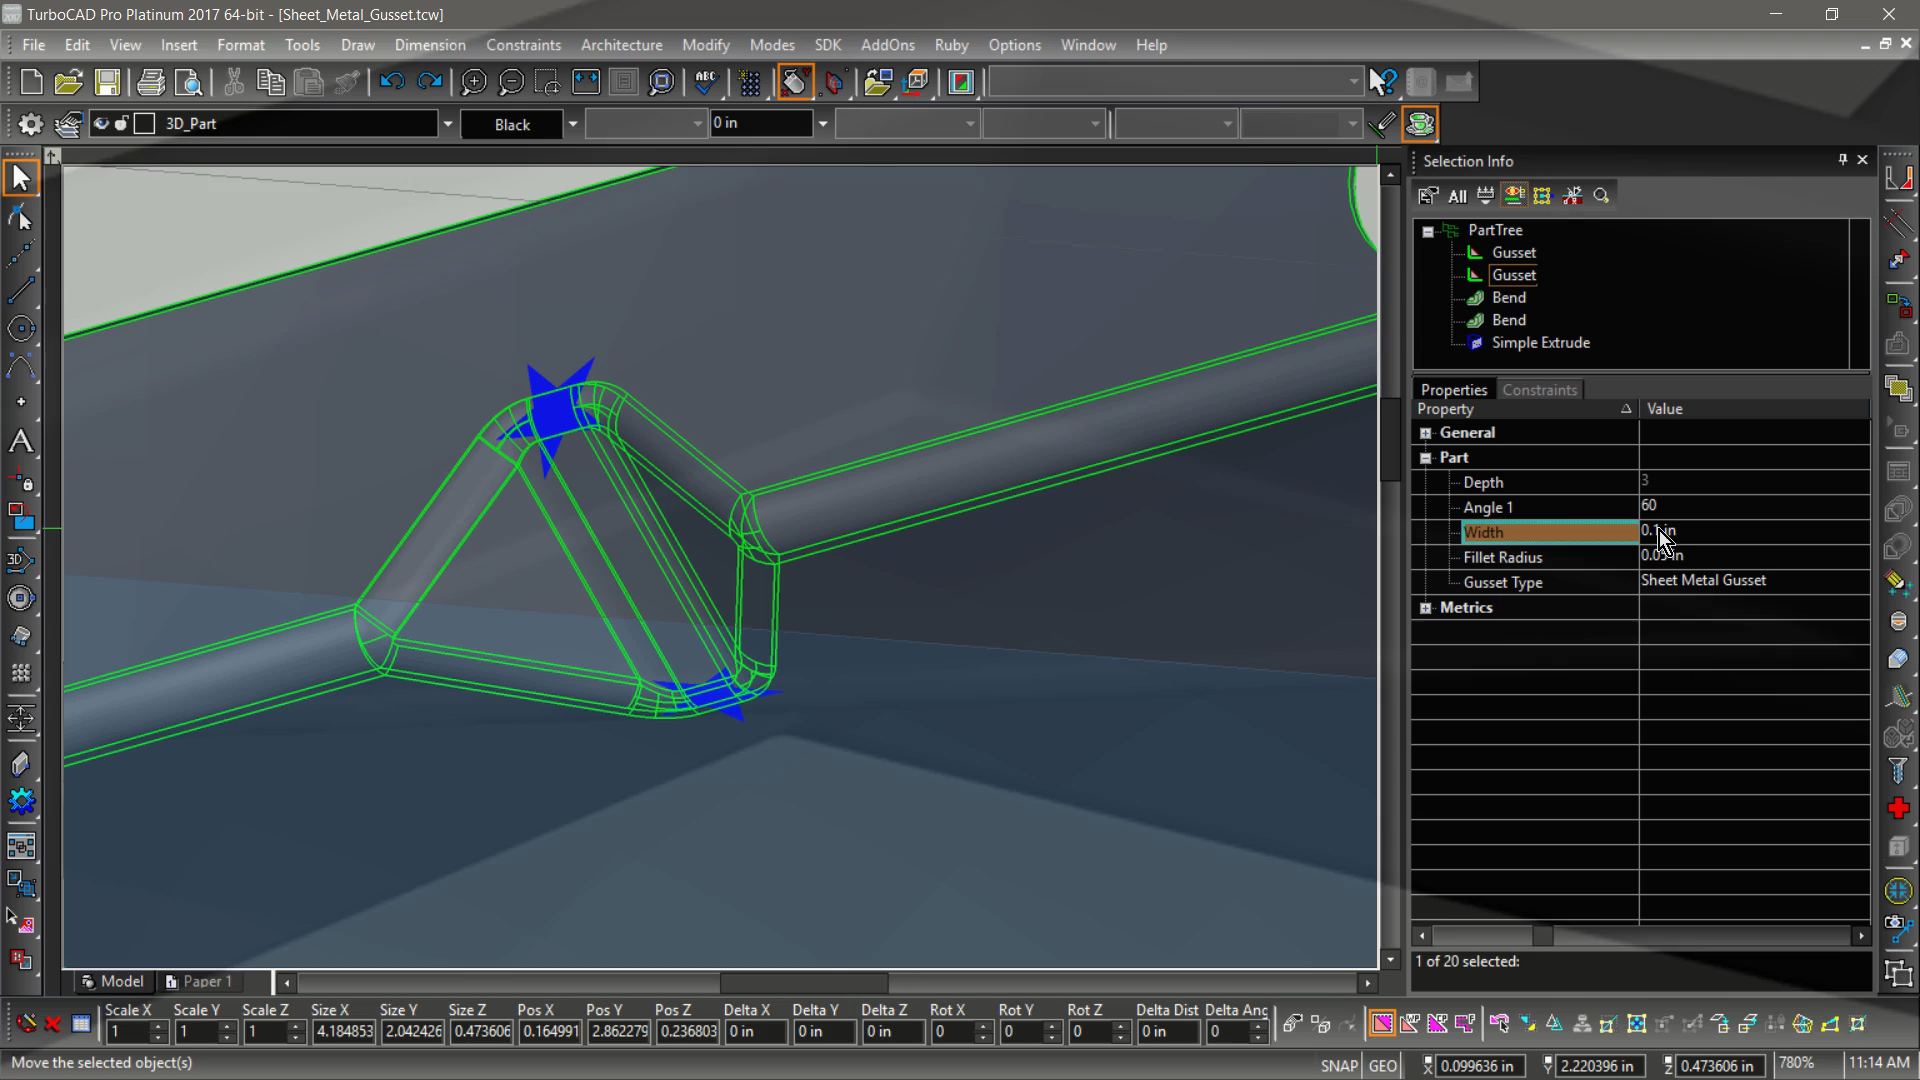 TurboCAD Pro Platinum 2017 64-bit - [Sheet_Metal_Gusset.tcw]
File Edit View Insert Format Tools Draw Dimension Constraints Architecture Modify Modes SDK AddOns Ruby Options Window Help
ABC
3D_Part Black 0 in
Selection Info
All
PartTree
Gusset
Gusset
Bend
Bend
Simple Extrude
Properties Constraints
Property Value
General
Part
Depth 3
Angle 1 60
Width 0.1 in
Fillet Radius
Gusset Type Sheet Metal Gusset
Metrics
1 of 20 selected:
A
3D
Model Paper 1
Scale X Scale Y Scale Z Size X Size Y Size Z Pos X Pos Y Pos Z Delta X Delta Y Delta Z Rot X Rot Y Rot Z Delta Dist Delta Ang
1 1 1 4.184853 2.042426 0.473606 0.164991 2.862279 0.236803 0 in 0 in 0 in 0 0 0 0 in 0
Move the selected object(s) SNAP GEO X 0.099636 in Y 2.220396 in Z 0.473606 in 780% 11:14 AM